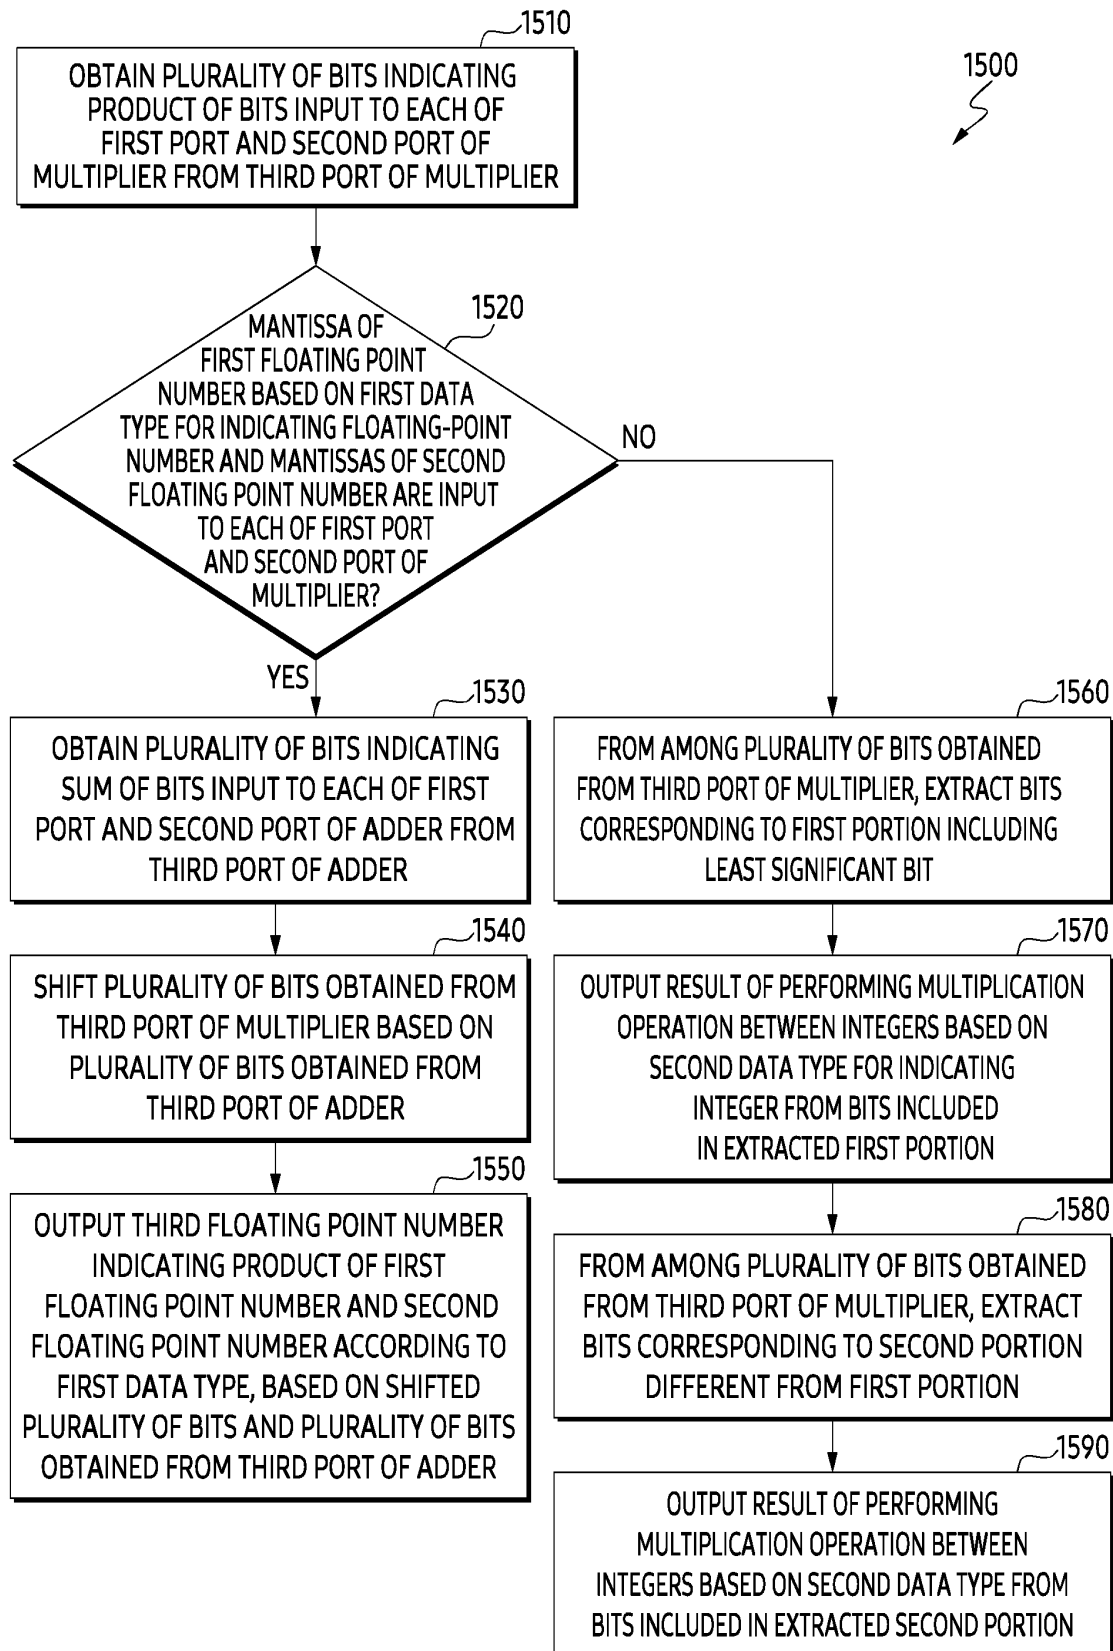 1510
1500
OBTAIN PLURALITY OF BITS INDICATING
PRODUCT OF BITS INPUT TO EACH OF
FIRST PORT AND SECOND PORT OF
MULTIPLIER FROM THIRD PORT OF MULTIPLIER
1520
MANTISSA OF
FIRST FLOATING POINT
NUMBER BASED ON FIRST DATA
TYPE FOR INDICATING FLOATING-POINT
NUMBER AND MANTISSAS OF SECOND
FLOATING POINT NUMBER ARE INPUT
TO EACH OF FIRST PORT
AND SECOND PORT OF
MULTIPLIER?
NO
YES
1530
OBTAIN PLURALITY OF BITS INDICATING
SUM OF BITS INPUT TO EACH OF FIRST
PORT AND SECOND PORT OF ADDER FROM
THIRD PORT OF ADDER
1540
SHIFT PLURALITY OF BITS OBTAINED FROM
THIRD PORT OF MULTIPLIER BASED ON
PLURALITY OF BITS OBTAINED FROM
THIRD PORT OF ADDER
1550
OUTPUT THIRD FLOATING POINT NUMBER
INDICATING PRODUCT OF FIRST
FLOATING POINT NUMBER AND SECOND
FLOATING POINT NUMBER ACCORDING TO
FIRST DATA TYPE, BASED ON SHIFTED
PLURALITY OF BITS AND PLURALITY OF BITS
OBTAINED FROM THIRD PORT OF ADDER
1560
FROM AMONG PLURALITY OF BITS OBTAINED
FROM THIRD PORT OF MULTIPLIER, EXTRACT BITS
CORRESPONDING TO FIRST PORTION INCLUDING
LEAST SIGNIFICANT BIT
1570
OUTPUT RESULT OF PERFORMING MULTIPLICATION
OPERATION BETWEEN INTEGERS BASED ON
SECOND DATA TYPE FOR INDICATING
INTEGER FROM BITS INCLUDED
IN EXTRACTED FIRST PORTION
1580
FROM AMONG PLURALITY OF BITS OBTAINED
FROM THIRD PORT OF MULTIPLIER, EXTRACT
BITS CORRESPONDING TO SECOND PORTION
DIFFERENT FROM FIRST PORTION
1590
OUTPUT RESULT OF PERFORMING
MULTIPLICATION OPERATION BETWEEN
INTEGERS BASED ON SECOND DATA TYPE FROM
BITS INCLUDED IN EXTRACTED SECOND PORTION